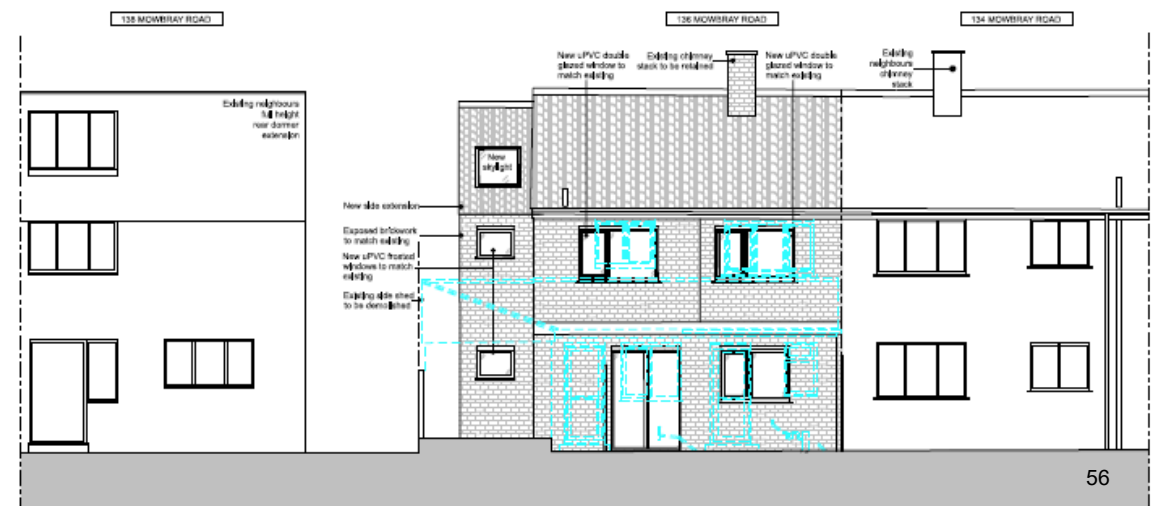 138 MOWBRAY ROAD
136 MOWBRAY ROAD
134 MOWBRAY ROAD
New uPVC double
glazed window to
match existing
Existing chimney
stack to be retained
New uPVC double
glazed window to
match existing
Existing
neighbours
chimney
stack
Existing neighbours
full height
rear dormer
extension
New
skylight
New side extension
Exposed brickwork
to match existing
New uPVC frosted
windows to match
existing
Existing side shed
to be demolished
56